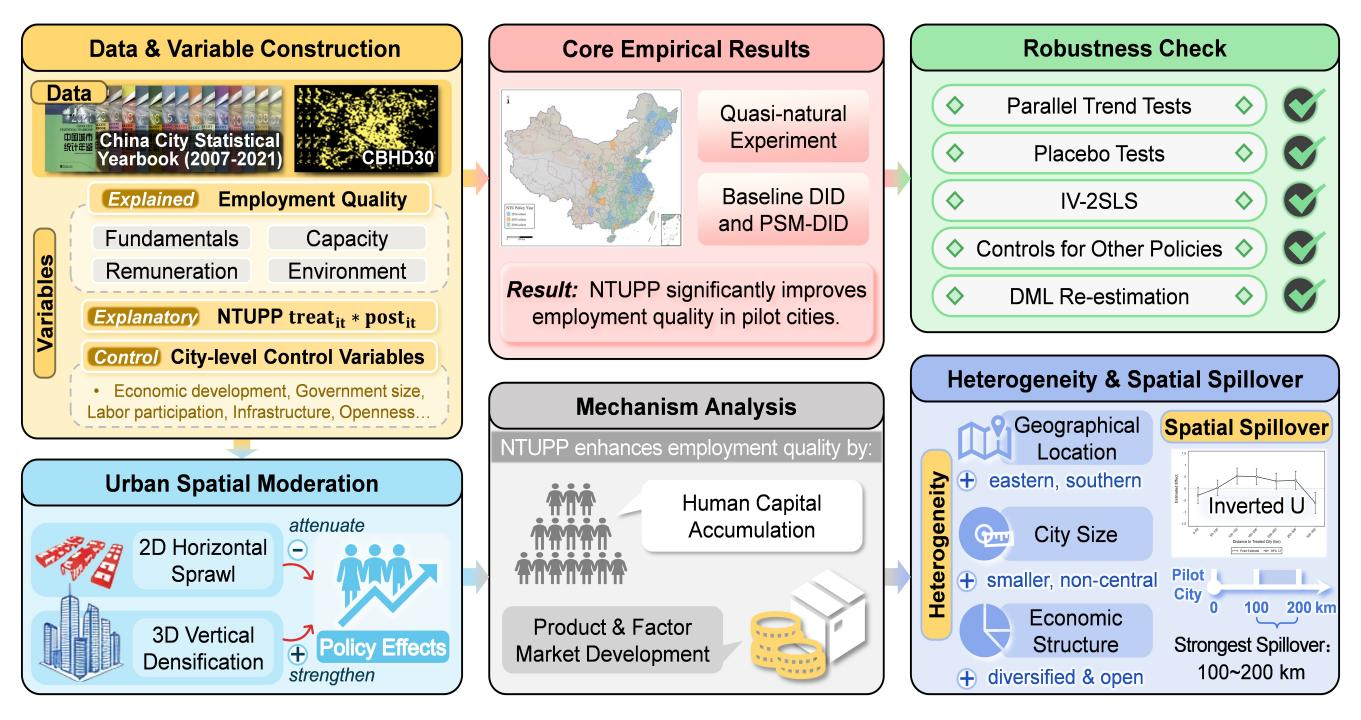 Data & Variable Construction
Data
中国城市
统计年鉴
China City Statistical
Yearbook (2007-2021)
CBHD30
Variables
Explained Employment Quality
Fundamentals
Capacity
Remuneration
Environment
Explanatory NTUPP treat_it * post_it
Control City-level Control Variables
• Economic development, Government size,
Labor participation, Infrastructure, Openness...
Urban Spatial Moderation
2D Horizontal
Sprawl
attenuate
−
3D Vertical
Densification
+
strengthen
Policy Effects
Core Empirical Results
Quasi-natural
Experiment
Baseline DID
and PSM-DID
Result: NTUPP significantly improves
employment quality in pilot cities.
Mechanism Analysis
NTUPP enhances employment quality by:
Human Capital
Accumulation
Product & Factor
Market Development
Robustness Check
Parallel Trend Tests
Placebo Tests
IV-2SLS
Controls for Other Policies
DML Re-estimation
Heterogeneity & Spatial Spillover
Heterogeneity
Geographical
Location
+ eastern, southern
City Size
+ smaller, non-central
Economic
Structure
+ diversified & open
Spatial Spillover
Inverted U
Distance to Treated City (km)
Pilot
City
0 100 200 km
Strongest Spillover:
100~200 km